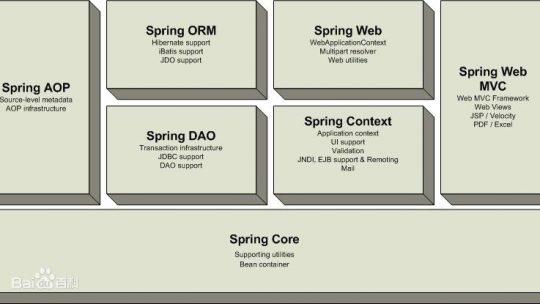 Spring AOP
Source-level metadata
AOP infrastructure
Spring ORM
Hibernate support
iBatis support
JDO support
Spring Web
WebApplicationContext
Multipart resolver
Web utilities
Spring Web
MVC
Web MVC Framework
Web Views
JSP / Velocity
PDF / Excel
Spring DAO
Transaction infrastructure
JDBC support
DAO support
Spring Context
Application context
UI support
Validation
JNDI, EJB support & Remoting
Mail
Spring Core
Supporting utilities
Bean container
Bai百科